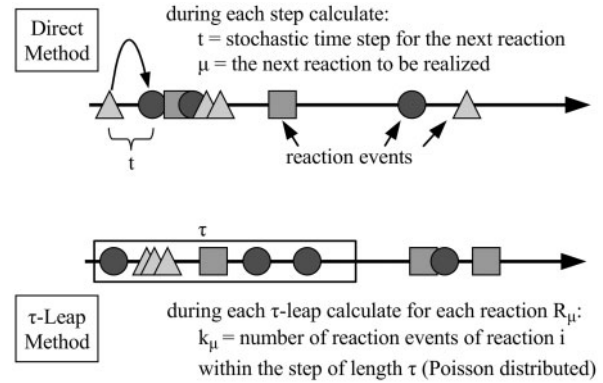 Direct
Method
during each step calculate:
t = stochastic time step for the next reaction
μ = the next reaction to be realized
t
reaction events
τ
τ-Leap
Method
during each τ-leap calculate for each reaction Rμ:
kμ = number of reaction events of reaction i
within the step of length τ (Poisson distributed)